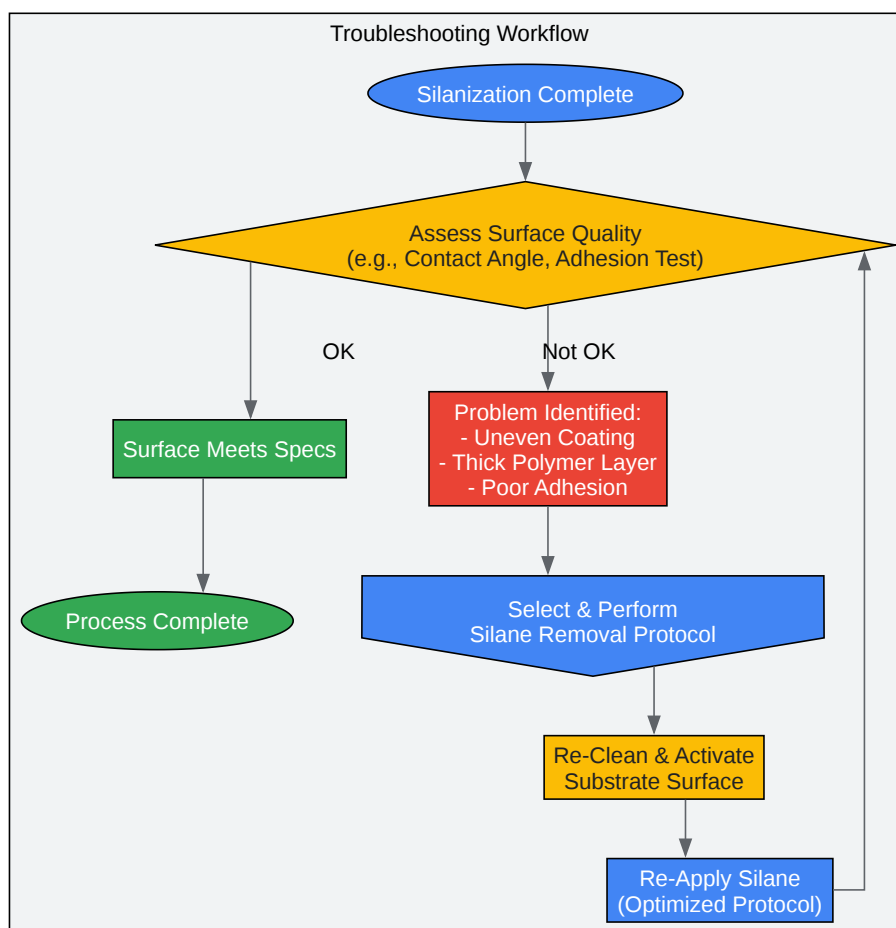 Troubleshooting Workflow
Silanization Complete
Assess Surface Quality
(e.g., Contact Angle, Adhesion Test)
OK
Not OK
Surface Meets Specs
Problem Identified:
- Uneven Coating
- Thick Polymer Layer
- Poor Adhesion
Process Complete
Select & Perform
Silane Removal Protocol
Re-Clean & Activate
Substrate Surface
Re-Apply Silane
(Optimized Protocol)